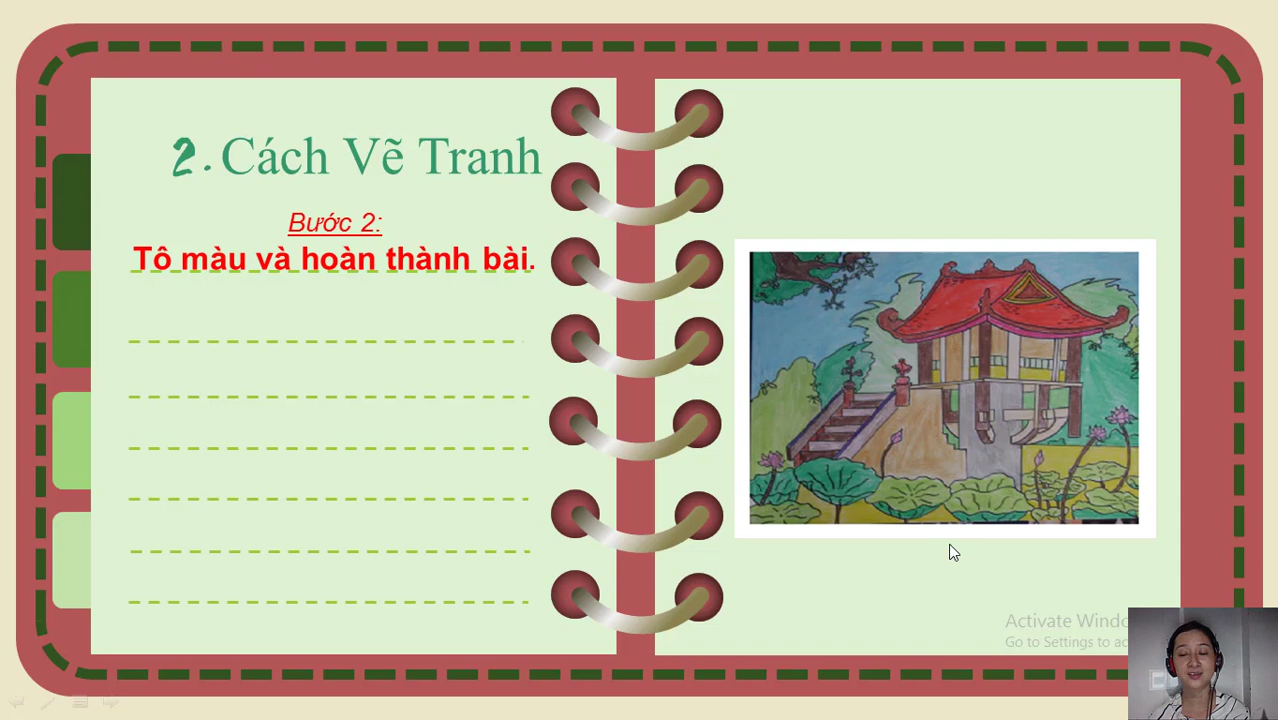 2. Cách Vẽ Tranh
Bước 2:
Tô màu và hoàn thành bài.
Activate Windo
Go to Settings to ac